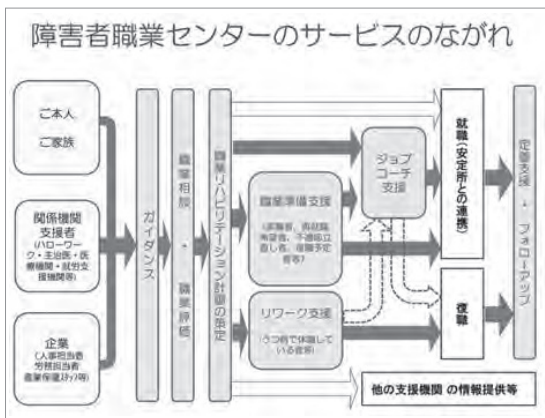 障害者職業センターのサービスのながれ
ご本人
ご家族
関係機関
支援者
(ハローワーク・主治医・医療機関・就労支援機関等)
企業
(人事担当者
労務担当者
産業保健ｽﾀｯﾌ等)
ガイダンス
職業相談・職業評価
職業リハビリテーション計画の策定
職業準備支援
リワーク支援
(うつ病で休職している者等)
ジョブ
コーチ
支援
就職(安定所との連携)
復職
他の支援機関の情報提供等
定着支援・フォローアップ